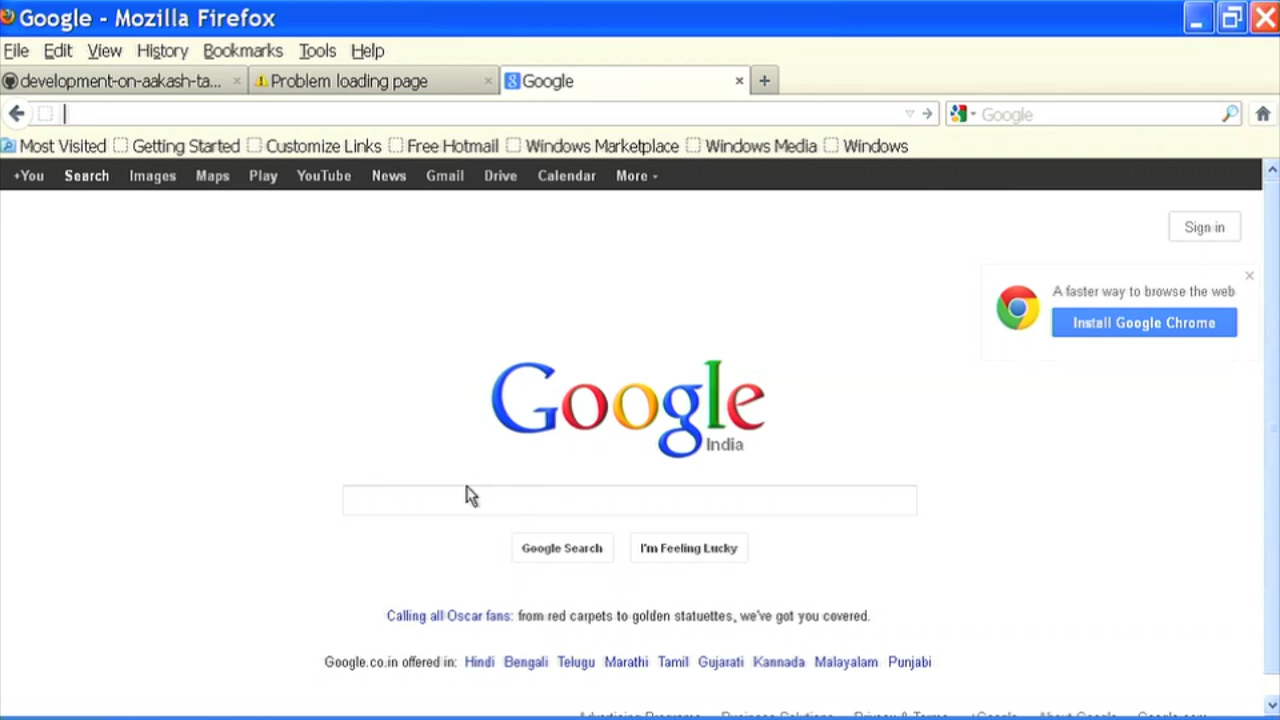 Google - Mozilla Firefox
File Edit View History Bookmarks Tools Help
development-on-aakash-ta... Problem loading page Google
Google
Most Visited Getting Started Customize Links Free Hotmail Windows Marketplace Windows Media Windows
+You Search Images Maps Play YouTube News Gmail Drive Calendar More
Sign in
A faster way to browse the web
Install Google Chrome
Google
India
Google Search I'm Feeling Lucky
Calling all Oscar fans: from red carpets to golden statuettes, we've got you covered.
Google.co.in offered in: Hindi Bengali Telugu Marathi Tamil Gujarati Kannada Malayalam Punjabi
Advertising Programs Business Solutions Privacy & Terms +Google About Google Google.com